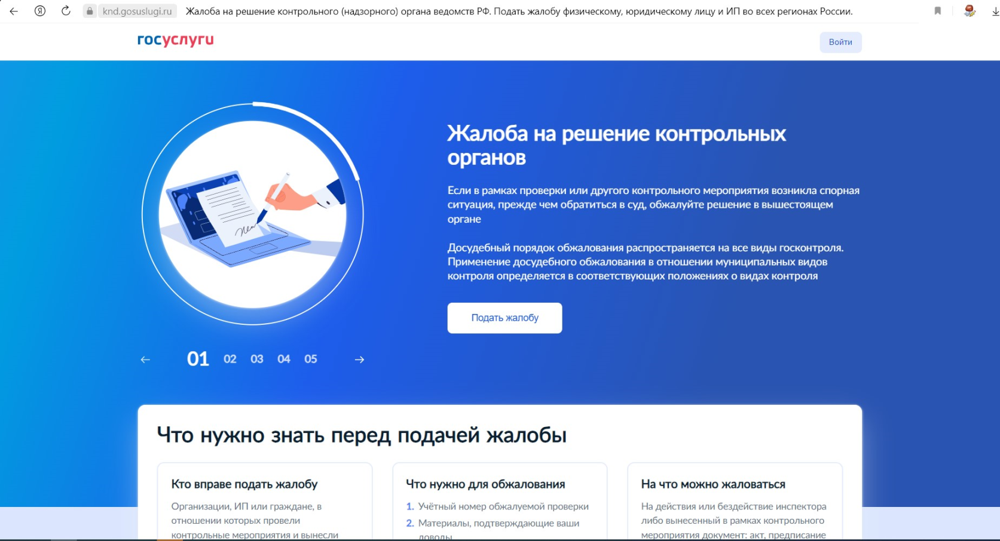 knd.gosuslugi.ru Жалоба на решение контрольного (надзорного) органа ведомств РФ. Подать жалобу физическому, юридическому лицу и ИП во всех регионах России.
госуслуги
Войти
Жалоба на решение контрольных
органов
Если в рамках проверки или другого контрольного мероприятия возникла спорная
ситуация, прежде чем обратиться в суд, обжалуйте решение в вышестоящем
органе
Досудебный порядок обжалования распространяется на все виды госконтроля.
Применение досудебного обжалования в отношении муниципальных видов
контроля определяется в соответствующих положениях о видах контроля
Подать жалобу
01 02 03 04 05
Что нужно знать перед подачей жалобы
Кто вправе подать жалобу
Организации, ИП или граждане, в
отношении которых провели
контрольные мероприятия и вынесли
Что нужно для обжалования
1. Учётный номер обжалуемой проверки
2. Материалы, подтверждающие ваши
доводы
На что можно жаловаться
На действия или бездействие инспектора
либо вынесенный в рамках контрольного
мероприятия документ: акт, предписание